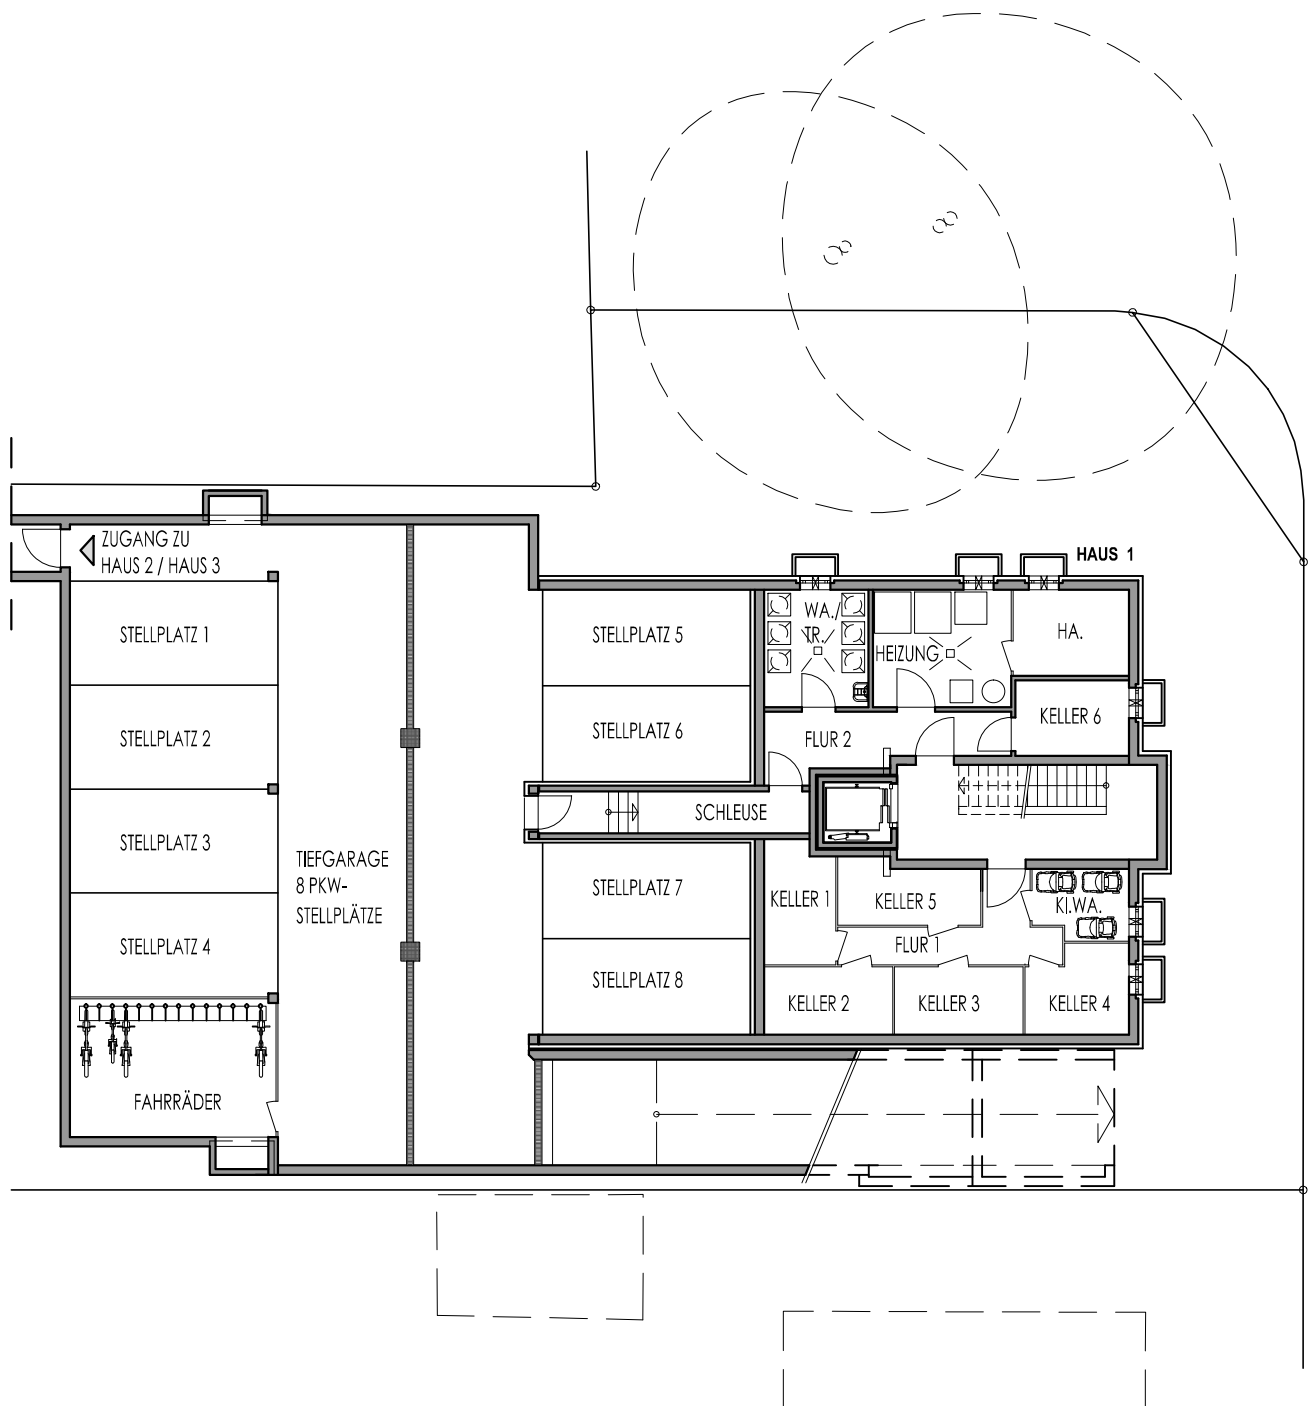 HAUS 1
ZUGANG ZU
HAUS 2 / HAUS 3
STELLPLATZ 1
STELLPLATZ 2
STELLPLATZ 3
STELLPLATZ 4
FAHRRÄDER
TIEFGARAGE
8 PKW-
STELLPLÄTZE
STELLPLATZ 5
STELLPLATZ 6
SCHLEUSE
STELLPLATZ 7
STELLPLATZ 8
WA./
TR.
HEIZUNG
HA.
KELLER 6
FLUR 2
KELLER 1
KELLER 5
KI.WA.
FLUR 1
KELLER 2
KELLER 3
KELLER 4